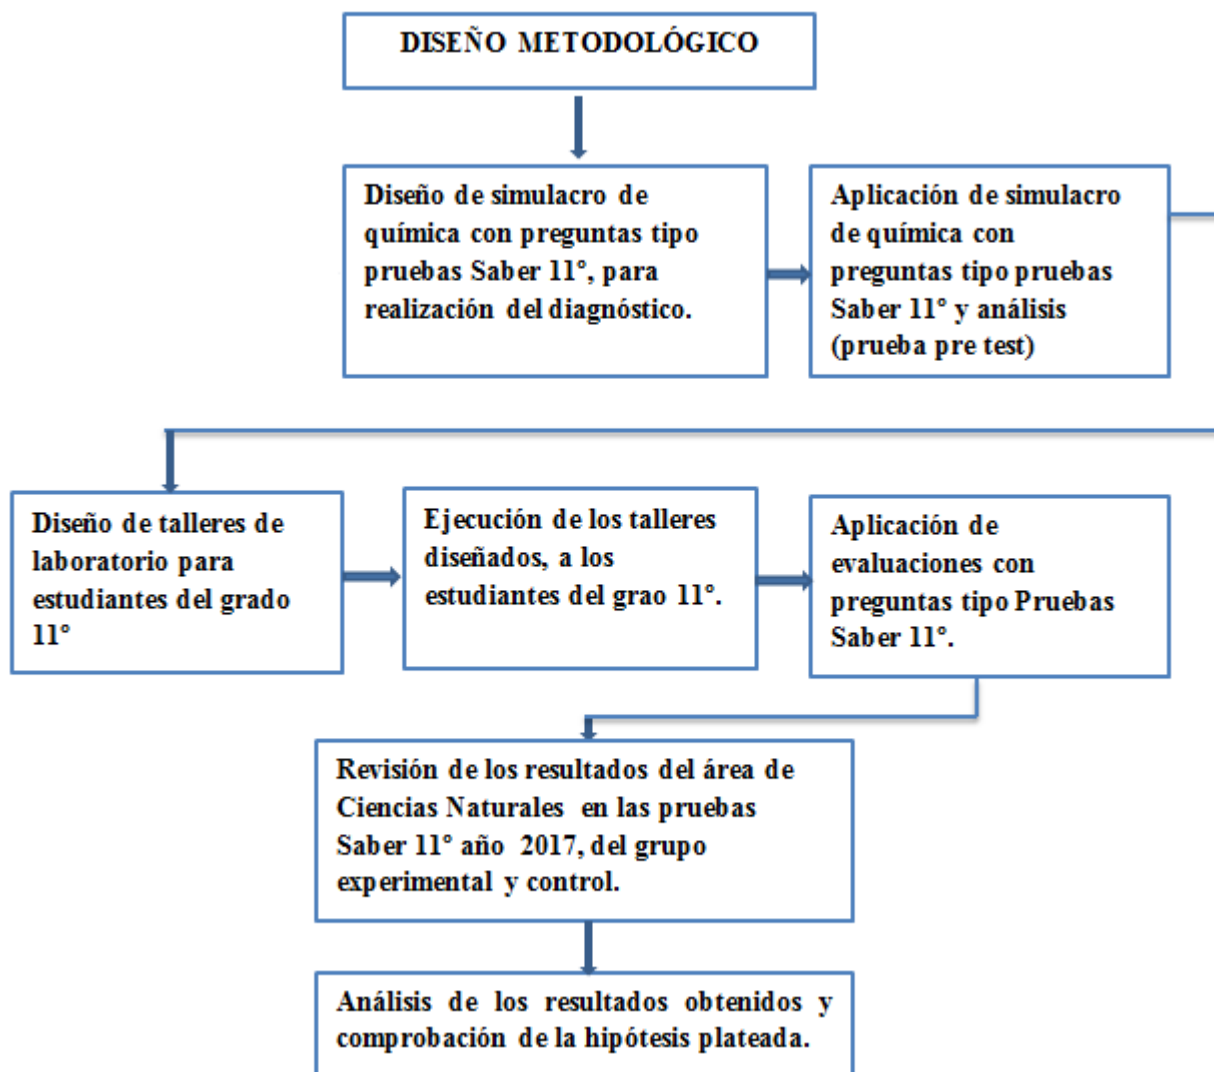 DISEÑO METODOLÓGICO
Diseño de simulacro de
química con preguntas tipo
pruebas Saber 11°, para
realización del diagnóstico.
Aplicación de simulacro
de química con
preguntas tipo pruebas
Saber 11° y análisis
(prueba pre test)
Diseño de talleres de
laboratorio para
estudiantes del grado
11°
Ejecución de los talleres
diseñados, a los
estudiantes del grao 11°.
Aplicación de
evaluaciones con
preguntas tipo Pruebas
Saber 11°.
Revisión de los resultados del área de
Ciencias Naturales en las pruebas
Saber 11° año 2017, del grupo
experimental y control.
Análisis de los resultados obtenidos y
comprobación de la hipótesis plateada.